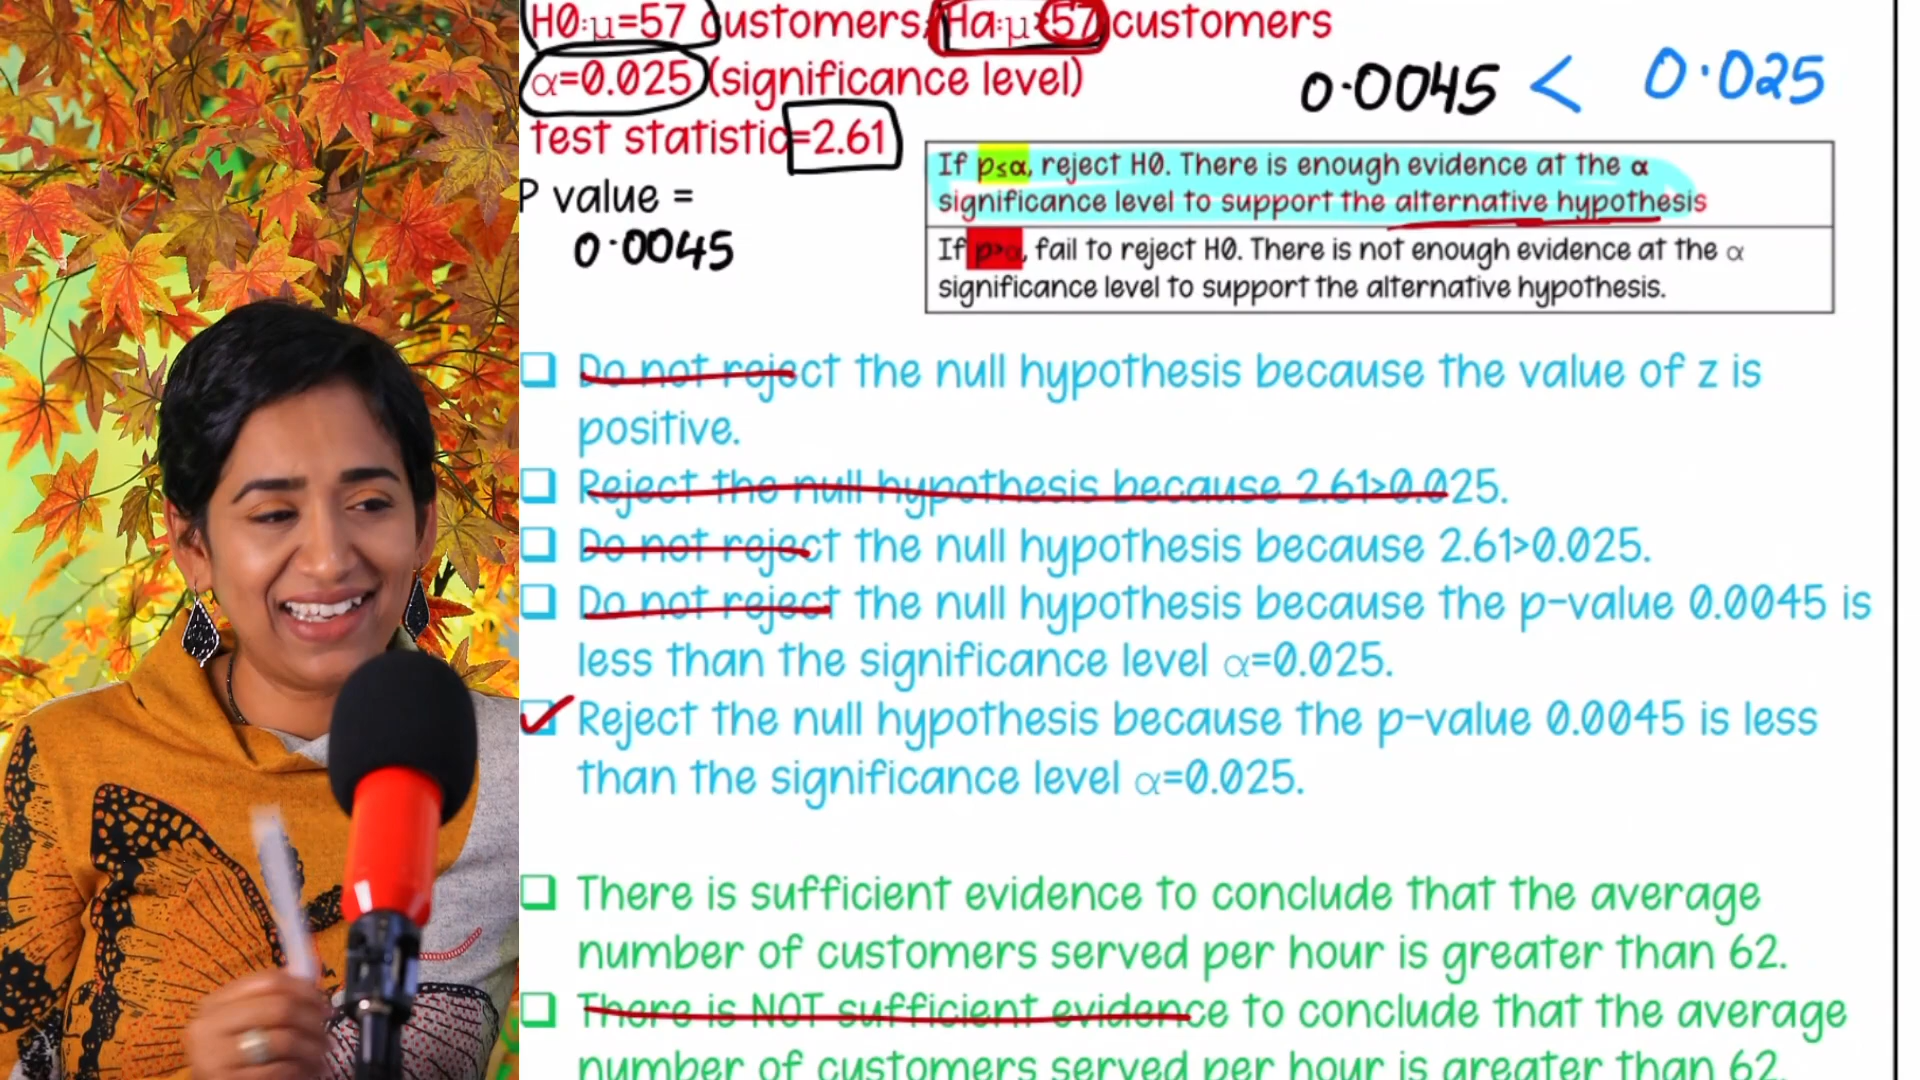 H0:μ=57 customers; Ha:μ>57 customers
α=0.025 (significance level)
0.0045 < 0.025
test statistic=2.61
P value =
0.0045
If p≤α, reject H0. There is enough evidence at the α
significance level to support the alternative hypothesis
If p>α, fail to reject H0. There is not enough evidence at the α
significance level to support the alternative hypothesis.
Do not reject the null hypothesis because the value of z is
positive.
Reject the null hypothesis because 2.61>0.025.
Do not reject the null hypothesis because 2.61>0.025.
Do not reject the null hypothesis because the p-value 0.0045 is
less than the significance level α=0.025.
Reject the null hypothesis because the p-value 0.0045 is less
than the significance level α=0.025.
There is sufficient evidence to conclude that the average
number of customers served per hour is greater than 62.
There is NOT sufficient evidence to conclude that the average
number of customers served per hour is greater than 62.